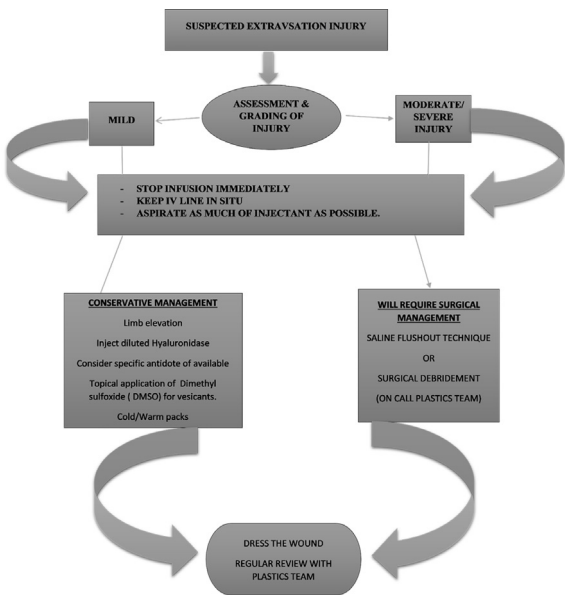 SUSPECTED EXTRAVSATION INJURY
ASSESSMENT &
GRADING OF
INJURY
MILD
MODERATE/
SEVERE
INJURY
- STOP INFUSION IMMEDIATELY
- KEEP IV LINE IN SITU
- ASPIRATE AS MUCH OF INJECTANT AS POSSIBLE.
CONSERVATIVE MANAGEMENT
Limb elevation
Inject diluted Hyaluronidase
Consider specific antidote of available
Topical application of Dimethyl
sulfoxide ( DMSO) for vesicants.
Cold/Warm packs
WILL REQUIRE SURGICAL
MANAGEMENT
SALINE FLUSHOUT TECHNIQUE
OR
SURGICAL DEBRIDEMENT
(ON CALL PLASTICS TEAM)
DRESS THE WOUND
REGULAR REVIEW WITH
PLASTICS TEAM